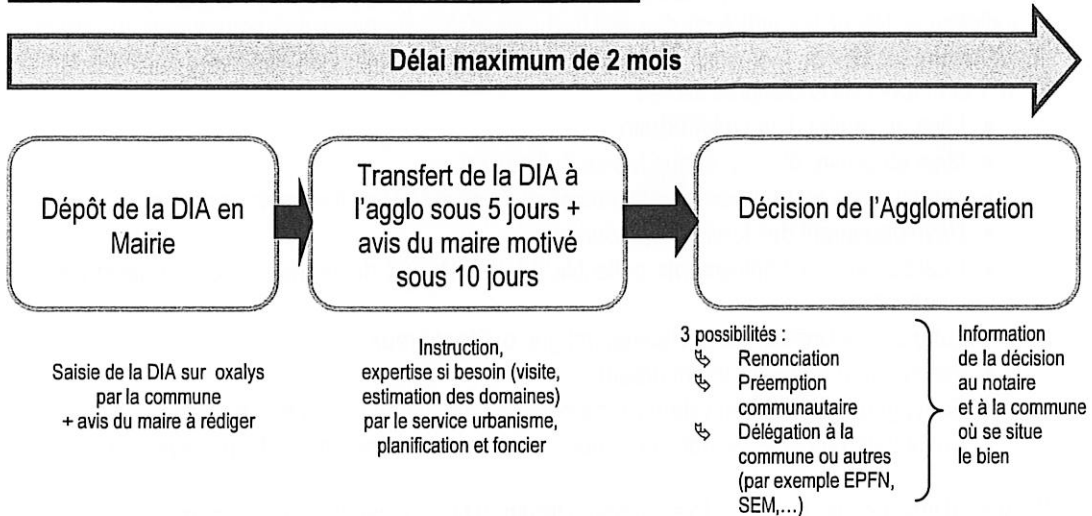 Délai maximum de 2 mois
Dépôt de la DIA en
Mairie
Transfert de la DIA à
l'agglo sous 5 jours +
avis du maire motivé
sous 10 jours
Décision de l'Agglomération
Saisie de la DIA sur oxalys
par la commune
+ avis du maire à rédiger
Instruction,
expertise si besoin (visite,
estimation des domaines)
par le service urbanisme,
planification et foncier
3 possibilités :
Renonciation
Préemption
communautaire
Délégation à la
commune ou autres
(par exemple EPFN,
SEM,...)
Information
de la décision
au notaire
et à la commune
où se situe
le bien